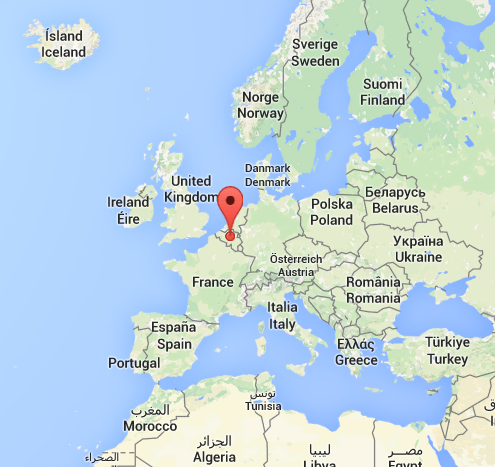 Ísland
Iceland
Sverige
Sweden
Suomi
Finland
Norge
Norway
Danmark
Denmark
United
Kingdom
Ireland
Éire
Polska
Poland
Беларусь
Belarus
Україна
Ukraine
Österreich
Austria
France
România
Romania
Italia
Italy
España
Spain
Portugal
Ελλάς
Greece
Türkiye
Turkey
تونس
Tunisia
المغرب
Morocco
الجزائر
Algeria
ليبيا
Libya
مصر
Egypt
الصحراء